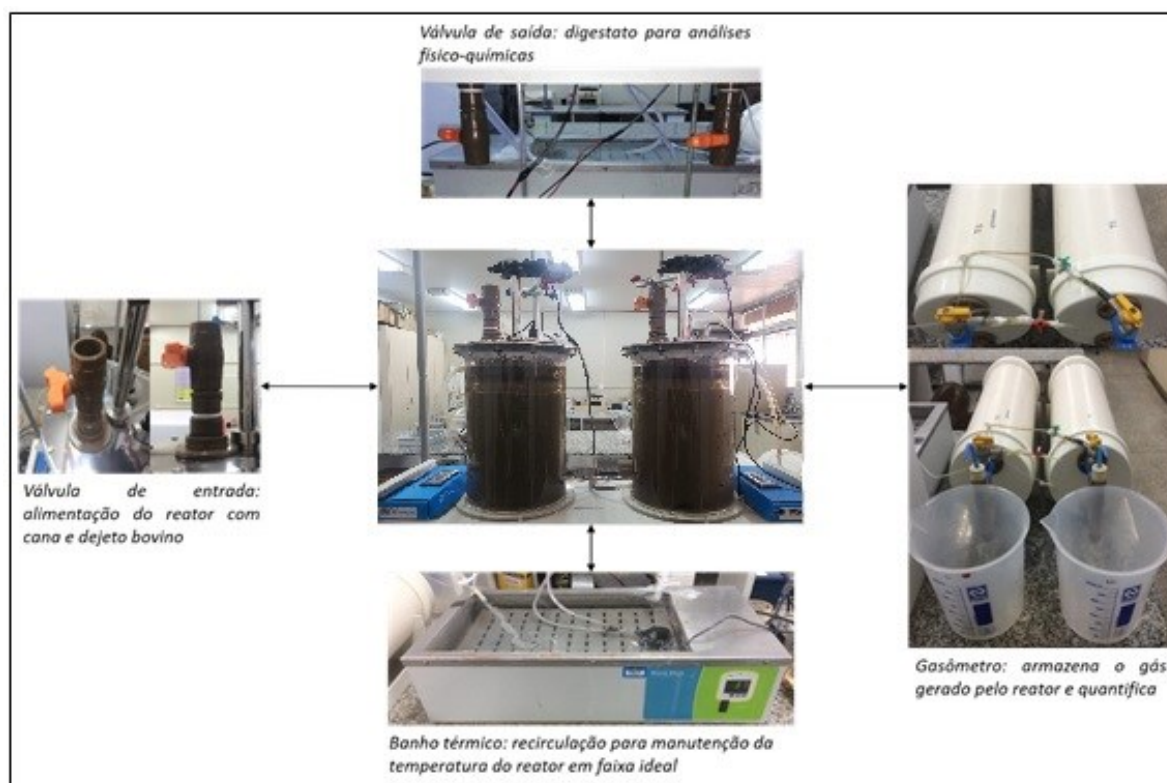 Válvula de saída: digestato para análises
físico-químicas
Válvula de entrada:
alimentação do reator com
cana e dejeto bovino
Gasômetro: armazena o gás
gerado pelo reator e quantifica
Banho térmico: recirculação para manutenção da
temperatura do reator em faixa ideal